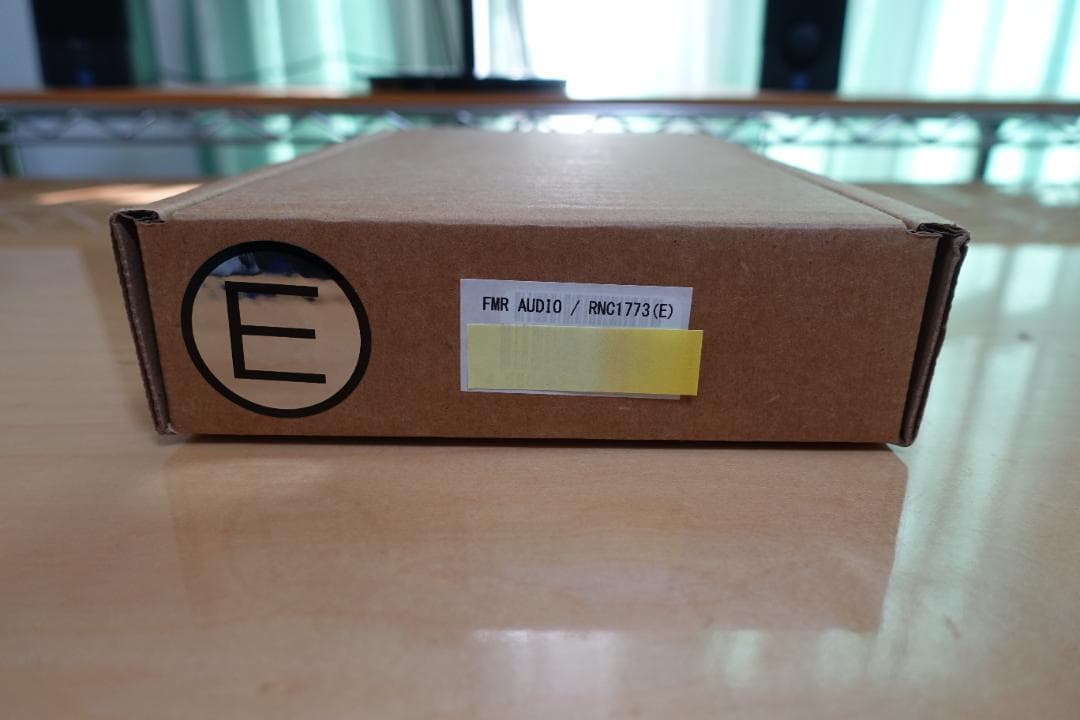 E
FMR AUDIO / RNC1773(E)